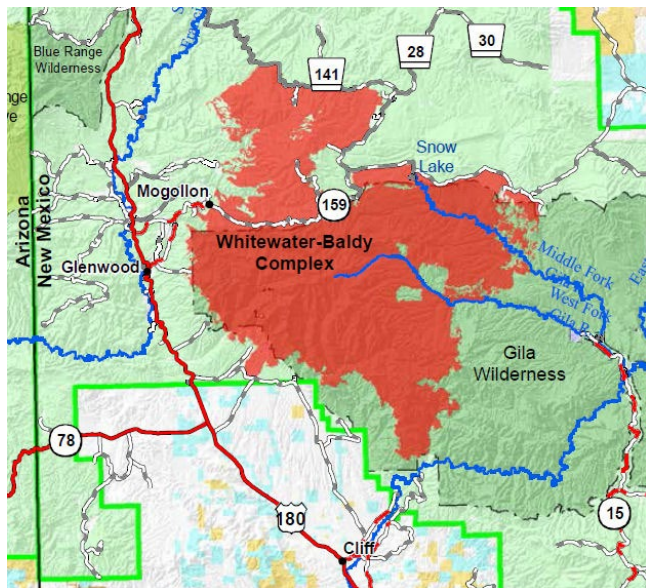 Blue Range
Wilderness
28
30
141
Snow
Lake
Mogollon
159
Arizona
New Mexico
Whitewater-Baldy
Complex
Glenwood
Middle Fork
West Fork
Gila R
Gila
Wilderness
78
15
180
Cliff